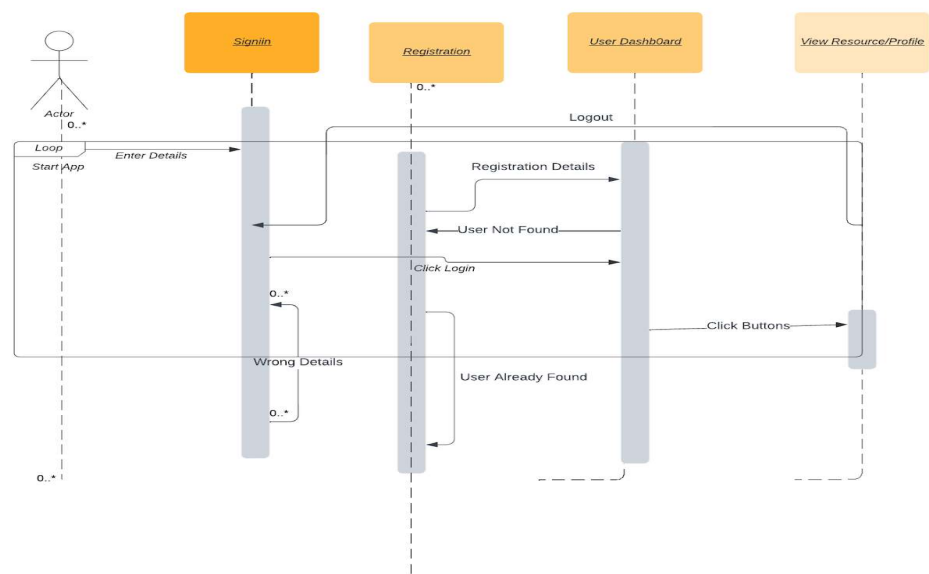 Signiin
Registration
User Dashb0ard
View Resource/Profile
0..*
Actor
0..*
Logout
Loop
Enter Details
Start App
Registration Details
User Not Found
Click Login
0..*
Click Buttons
Wrong Details
User Already Found
0..*
0..*